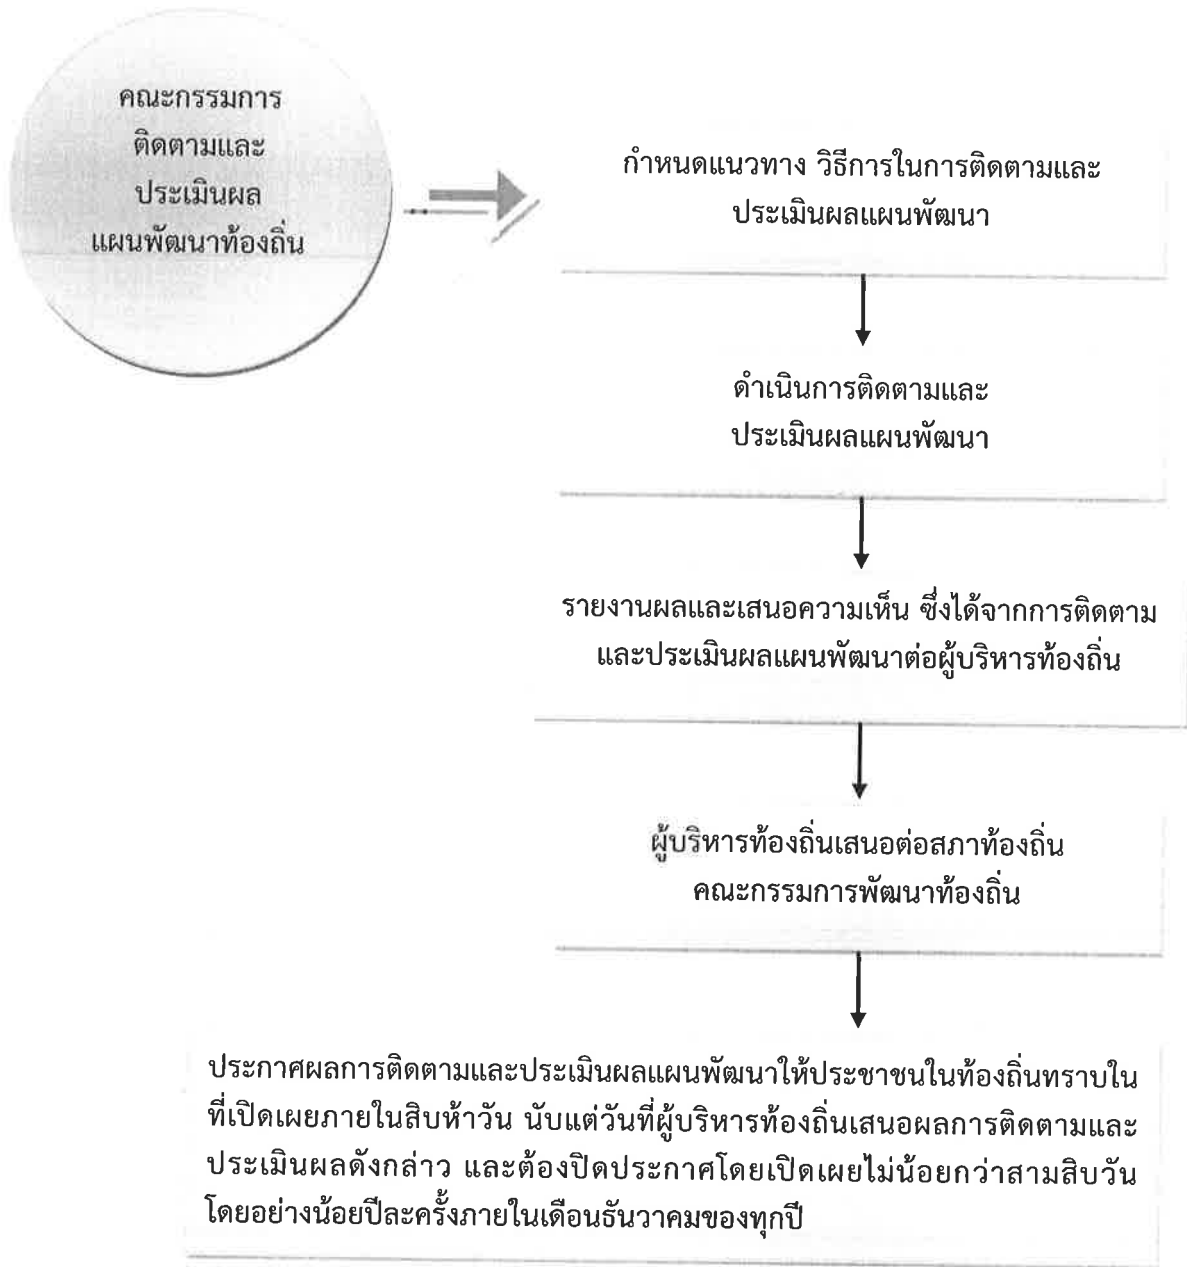 คณะกรรมการ
ติดตามและ
ประเมินผล
แผนพัฒนาท้องถิ่น
กำหนดแนวทาง วิธีการในการติดตามและ
ประเมินผลแผนพัฒนา
ดำเนินการติดตามและ
ประเมินผลแผนพัฒนา
รายงานผลและเสนอความเห็น ซึ่งได้จากการติดตาม
และประเมินผลแผนพัฒนาต่อผู้บริหารท้องถิ่น
ผู้บริหารท้องถิ่นเสนอต่อสภาท้องถิ่น
คณะกรรมการพัฒนาท้องถิ่น
ประกาศผลการติดตามและประเมินผลแผนพัฒนาให้ประชาชนในท้องถิ่นทราบใน
ที่เปิดเผยภายในสิบห้าวัน นับแต่วันที่ผู้บริหารท้องถิ่นเสนอผลการติดตามและ
ประเมินผลดังกล่าว และต้องปิดประกาศโดยเปิดเผยไม่น้อยกว่าสามสิบวัน
โดยอย่างน้อยปีละครั้งภายในเดือนธันวาคมของทุกปี